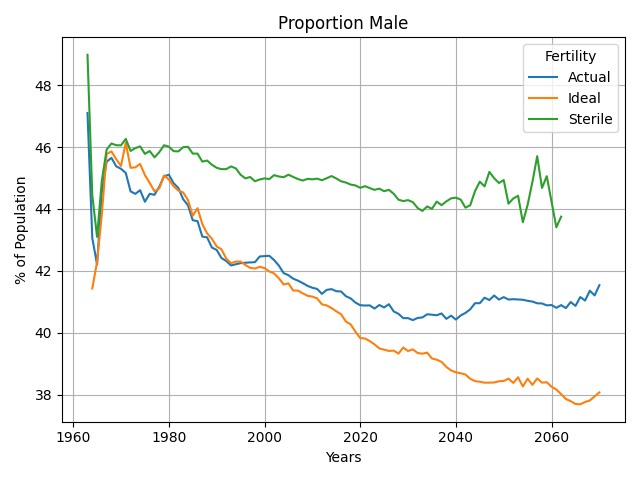 Proportion Male
% of Population
48
46
44
42
40
38
Fertility
Actual
Ideal
Sterile
1960
1980
2000
2020
2040
2060
Years